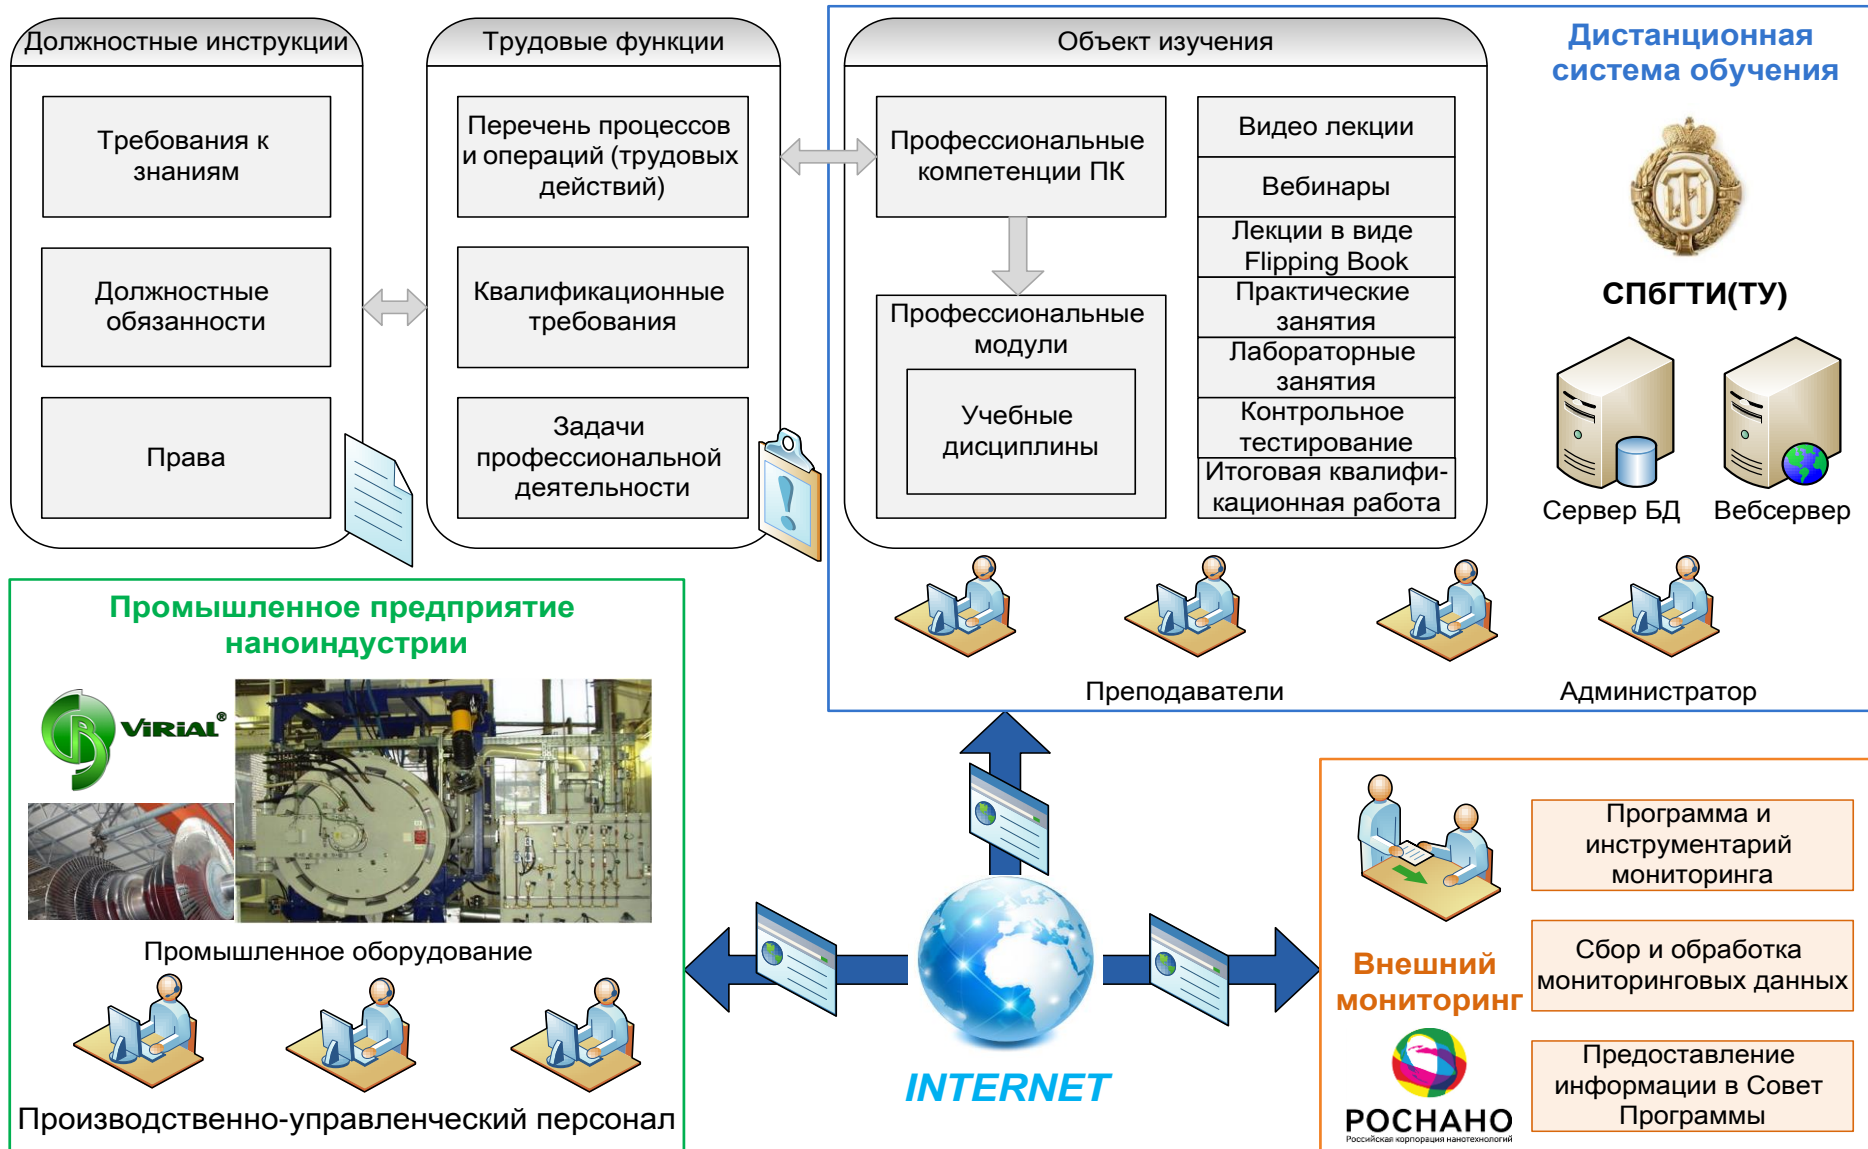 Должностные инструкции
Требования к
знаниям
Должностные
обязанности
Права
Трудовые функции
Перечень процессов
и операций (трудовых
действий)
Квалификационные
требования
Задачи
профессиональной
деятельности
Объект изучения
Профессиональные
компетенции ПК
Профессиональные
модули
Учебные
дисциплины
Видео лекции
Вебинары
Лекции в виде
Flipping Book
Практические
занятия
Лабораторные
занятия
Контрольное
тестирование
Итоговая квалифи-
кационная работа
Дистанционная
система обучения
СПбГТИ(ТУ)
Сервер БД
Вебсервер
Преподаватели
Администратор
Промышленное предприятие
наноиндустрии
ViRiAL®
Промышленное оборудование
Производственно-управленческий персонал
INTERNET
Внешний
мониторинг
РОСНАНО
Российская корпорация нанотехнологий
Программа и
инструментарий
мониторинга
Сбор и обработка
мониторинговых данных
Предоставление
информации в Совет
Программы